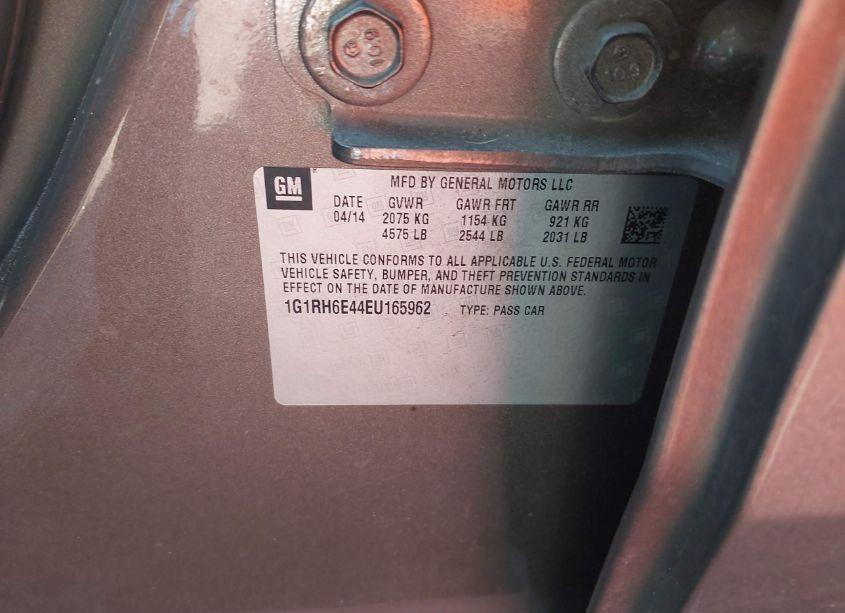 GM
MFD BY GENERAL MOTORS LLC
DATE GVWR GAWR FRT GAWR RR
04/14 2075 KG 1154 KG 921 KG
4575 LB 2544 LB 2031 LB
THIS VEHICLE CONFORMS TO ALL APPLICABLE U.S. FEDERAL MOTOR
VEHICLE SAFETY, BUMPER, AND THEFT PREVENTION STANDARDS IN
EFFECT ON THE DATE OF MANUFACTURE SHOWN ABOVE.
1G1RH6E44EU165962 TYPE: PASS CAR